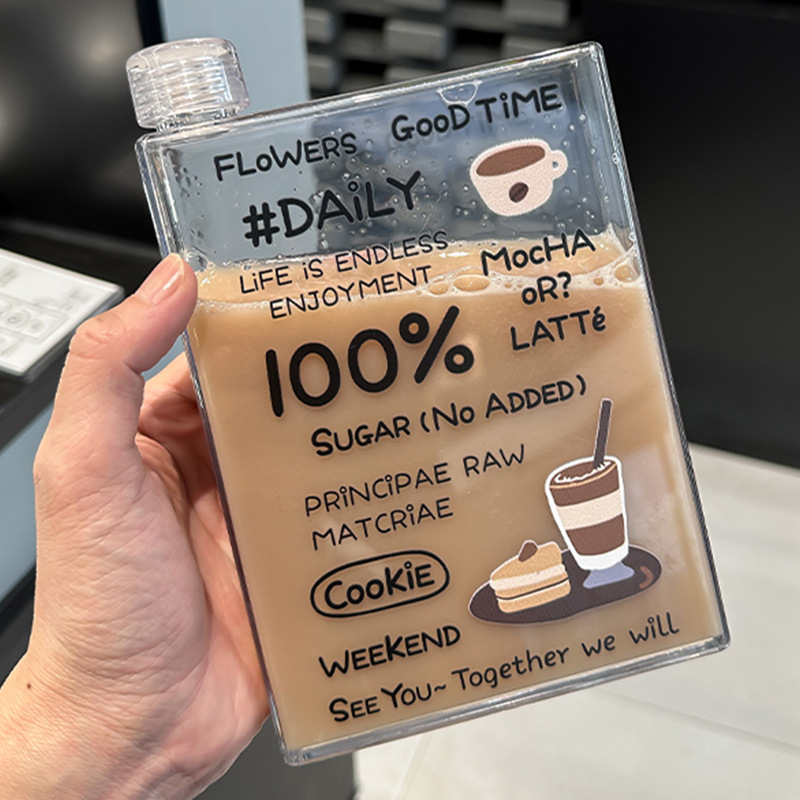 FLOWERS GOOD TiME
#DAiLY
LiFE iS ENDLESS
ENJOYMENT
MocHA
oR?
LATTé
100%
SUGAR (No ADDED)
PRiNCiPAE RAW
MATCRiAE
CooKiE
WEEKEND
SEE YOU~ Together we will